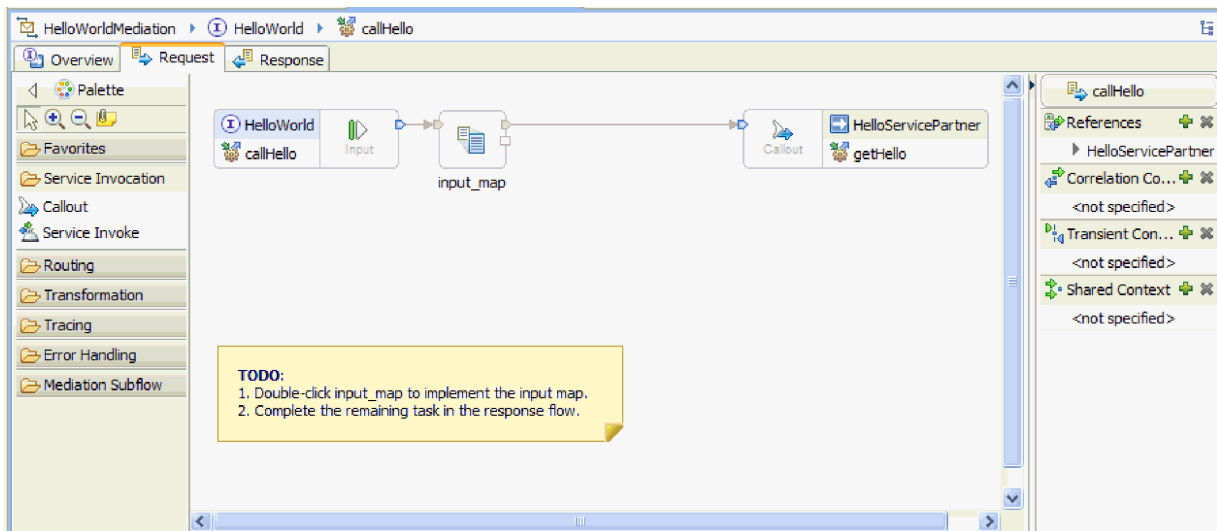 HelloWorldMediation HelloWorld callHello
Overview Request Response
Palette
Favorites
Service Invocation
Callout
Service Invoke
Routing
Transformation
Tracing
Error Handling
Mediation Subflow
HelloWorld
callHello
Input
input_map
Callout
HelloServicePartner
getHello
TODO:
1. Double-click input_map to implement the input map.
2. Complete the remaining task in the response flow.
callHello
References
HelloServicePartner
Correlation Co...
<not specified>
Transient Con...
<not specified>
Shared Context
<not specified>